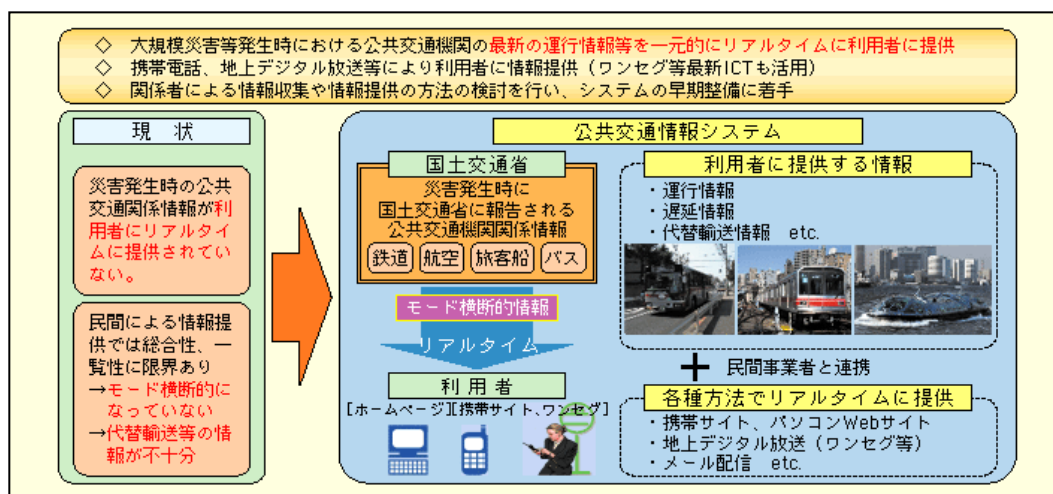 ◇ 大規模災害等発生時における公共交通機関の最新の運行情報等を一元的にリアルタイムに利用者に提供
◇ 携帯電話、地上デジタル放送等により利用者に情報提供（ワンセグ等最新ICTも活用）
◇ 関係者による情報収集や情報提供の方法の検討を行い、システムの早期整備に着手
現 状
災害発生時の公共
交通関係情報が利
用者にリアルタイ
ムに提供されてい
ない。
民間による情報提
供では総合性、一
覧性に限界あり
→モード横断的に
なっていない
→代替輸送等の情
報が不十分
公共交通情報システム
国土交通省
災害発生時に
国土交通省に報告される
公共交通機関関係情報
鉄道 航空 旅客船 バス
モード横断的情報
リアルタイム
利用者
[ホームページ][携帯サイト、ワンセグ]
利用者に提供する情報
・運行情報
・遅延情報
・代替輸送情報 etc.
＋ 民間事業者と連携
各種方法でリアルタイムに提供
・携帯サイト、パソコンWebサイト
・地上デジタル放送（ワンセグ等）
・メール配信 etc.